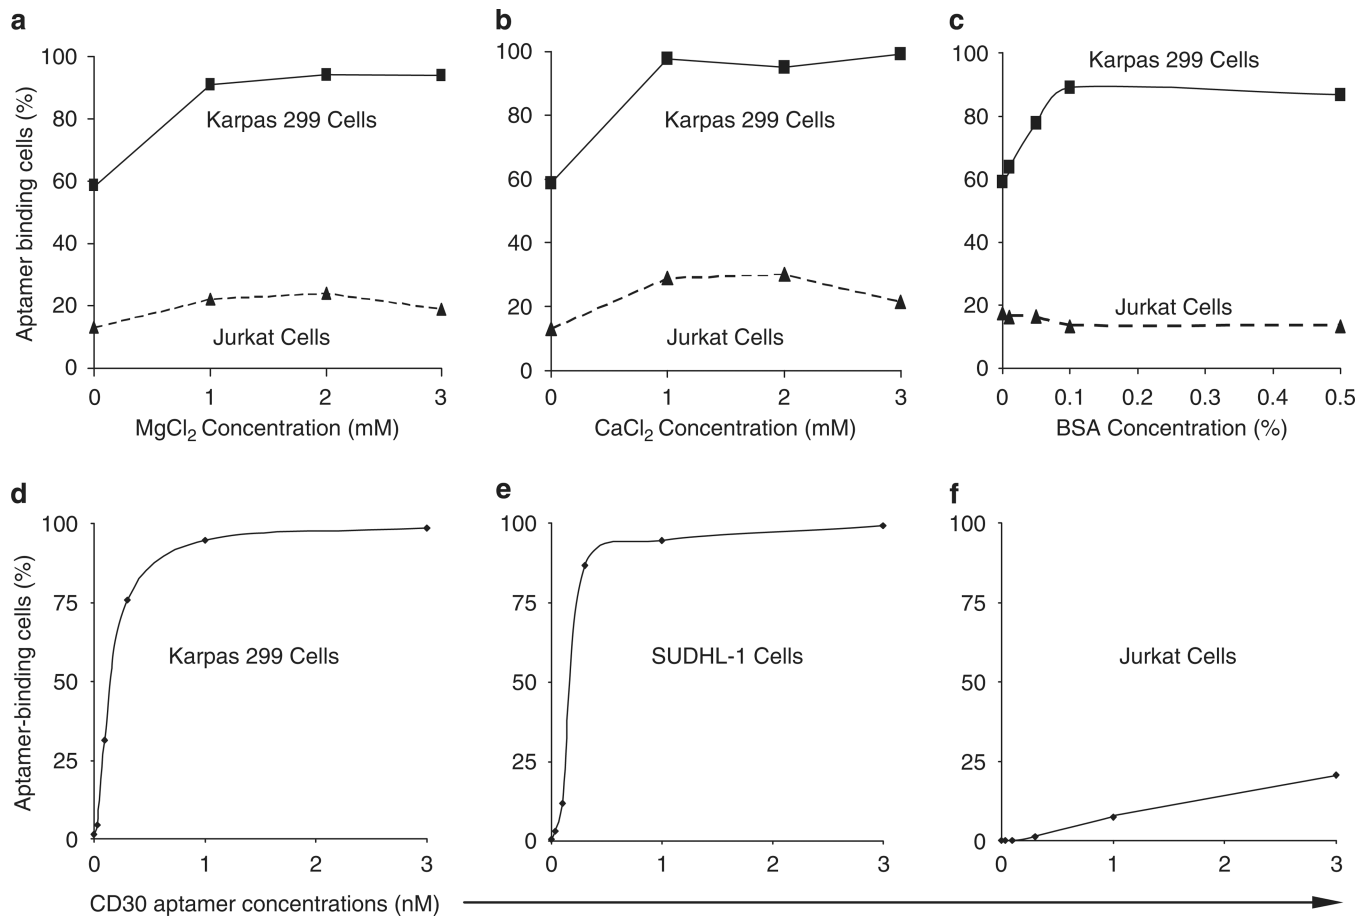 a
100
80
60
40
20
0
Aptamer binding cells (%)
Karpas 299 Cells
Jurkat Cells
0 1 2 3
MgCl2 Concentration (mM)
b
100
80
60
40
20
0
Karpas 299 Cells
Jurkat Cells
0 1 2 3
CaCl2 Concentration (mM)
c
100
80
60
40
20
0
Karpas 299 Cells
Jurkat Cells
0 0.1 0.2 0.3 0.4 0.5
BSA Concentration (%)
d
100
75
50
25
0
Aptamer-binding cells (%)
Karpas 299 Cells
0 1 2 3
e
100
75
50
25
0
SUDHL-1 Cells
0 1 2 3
f
100
75
50
25
0
Jurkat Cells
0 1 2 3
CD30 aptamer concentrations (nM)